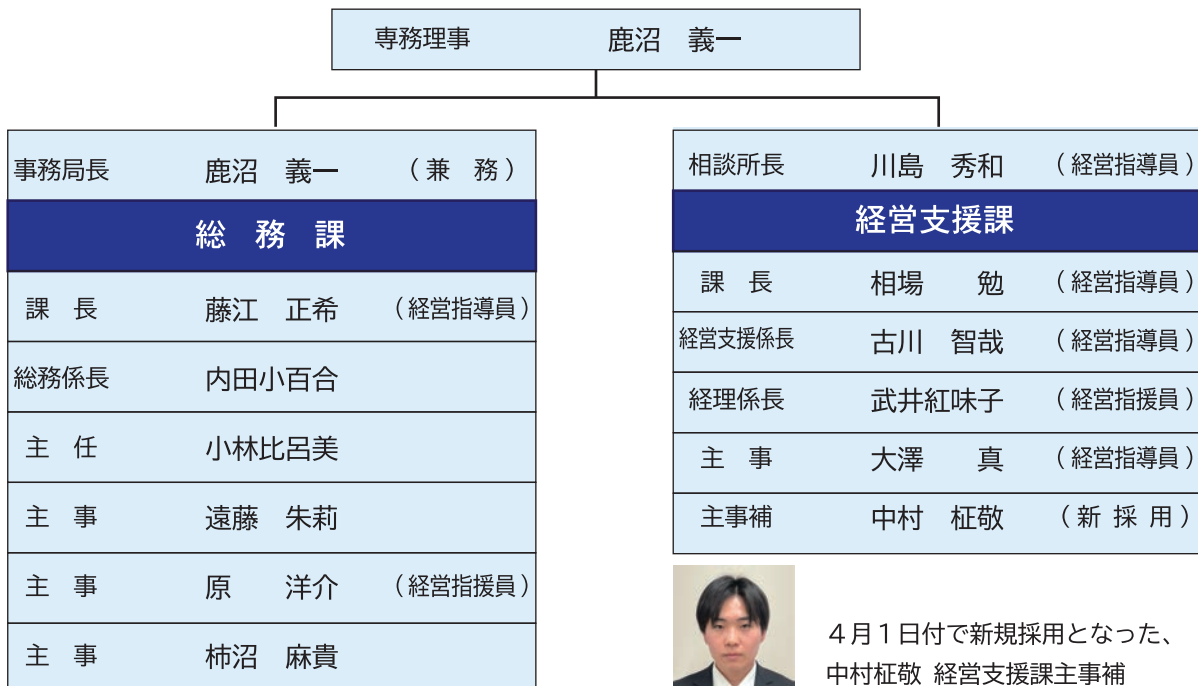 専務理事 鹿沼 義一
事務局長 鹿沼 義一 (兼 務)
総 務 課
課 長 藤江 正希 (経営指導員)
総務係長 内田小百合
主 任 小林比呂美
主 事 遠藤 朱莉
主 事 原 洋介 (経営指援員)
主 事 柿沼 麻貴
相談所長 川島 秀和 (経営指導員)
経営支援課
課 長 相場 勉 (経営指導員)
経営支援係長 古川 智哉 (経営指導員)
経理係長 武井紅味子 (経営指援員)
主 事 大澤 真 (経営指導員)
主事補 中村 柾敬 (新 採 用)
4月1日付で新規採用となった、
中村柾敬 経営支援課主事補